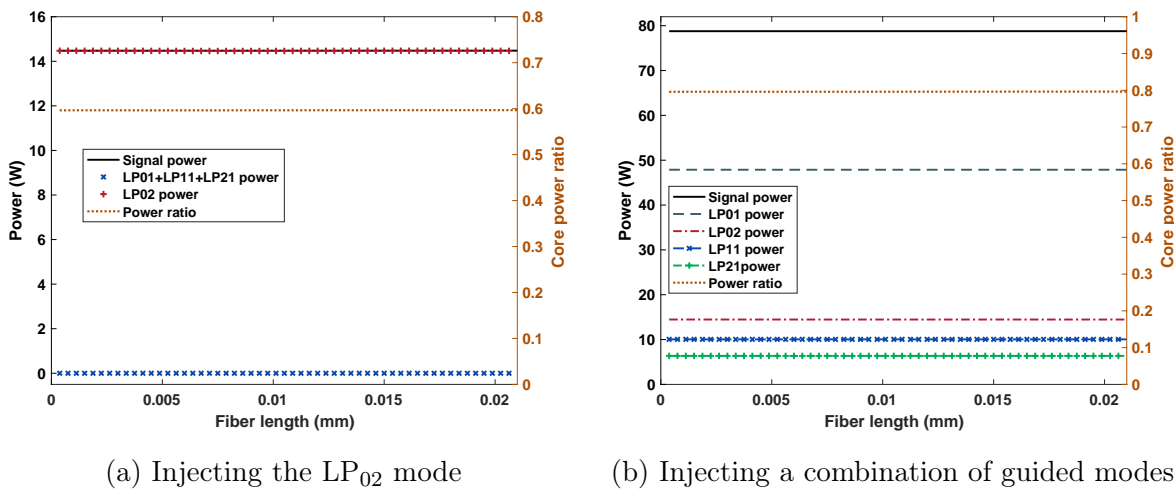 16
14
12
10
8
6
4
2
0
Power (W)
Signal power
LP01+LP11+LP21 power
LP02 power
Power ratio
0.8
0.7
0.6
0.5
0.4
0.3
0.2
0.1
0
Core power ratio
0 0.005 0.01 0.015 0.02
Fiber length (mm)
(a) Injecting the LP₀₂ mode
80
70
60
50
40
30
20
10
0
Power (W)
Signal power
LP01 power
LP02 power
LP11 power
LP21power
Power ratio
1
0.9
0.8
0.7
0.6
0.5
0.4
0.3
0.2
0.1
0
Core power ratio
0 0.005 0.01 0.015 0.02
Fiber length (mm)
(b) Injecting a combination of guided modes